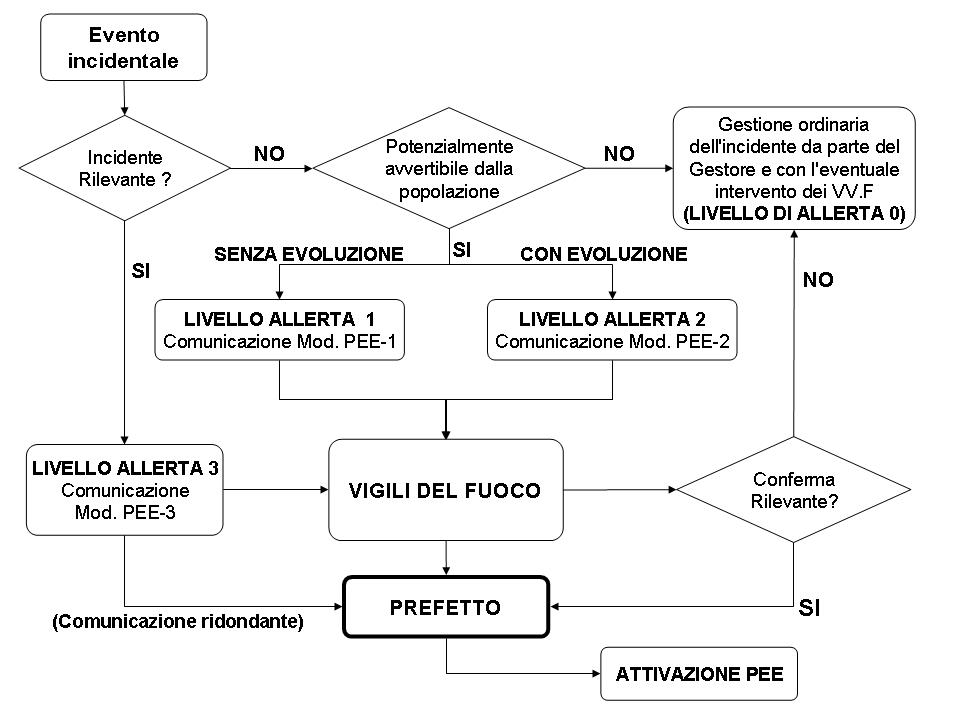 Evento
incidentale
Incidente
Rilevante ?
NO
Potenzialmente
avvertibile dalla
popolazione
NO
Gestione ordinaria
dell'incidente da parte del
Gestore e con l'eventuale
intervento dei VV.F
(LIVELLO DI ALLERTA 0)
SI
SENZA EVOLUZIONE
SI
CON EVOLUZIONE
NO
LIVELLO ALLERTA 1
Comunicazione Mod. PEE-1
LIVELLO ALLERTA 2
Comunicazione Mod. PEE-2
LIVELLO ALLERTA 3
Comunicazione
Mod. PEE-3
VIGILI DEL FUOCO
Conferma
Rilevante?
(Comunicazione ridondante)
PREFETTO
SI
ATTIVAZIONE PEE